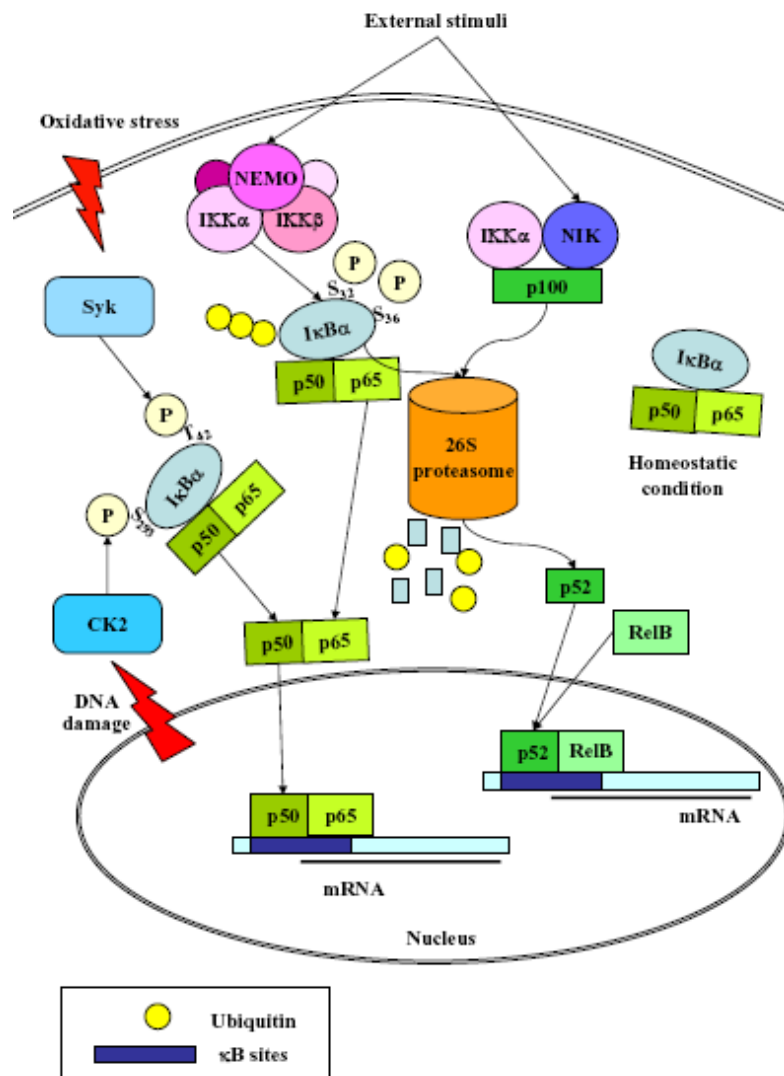 External stimuli
Oxidative stress
NEMO
IKKα
IKKβ
IKKα
NIK
p100
P
P
S32
S36
Syk
IκBα
p50
p65
IκBα
p50
p65
Homeostatic
condition
26S
proteasome
P
T42
IκBα
p50
p65
P
S293
CK2
p50
p65
p52
RelB
DNA
damage
p52
RelB
mRNA
p50
p65
mRNA
Nucleus
Ubiquitin
κB sites